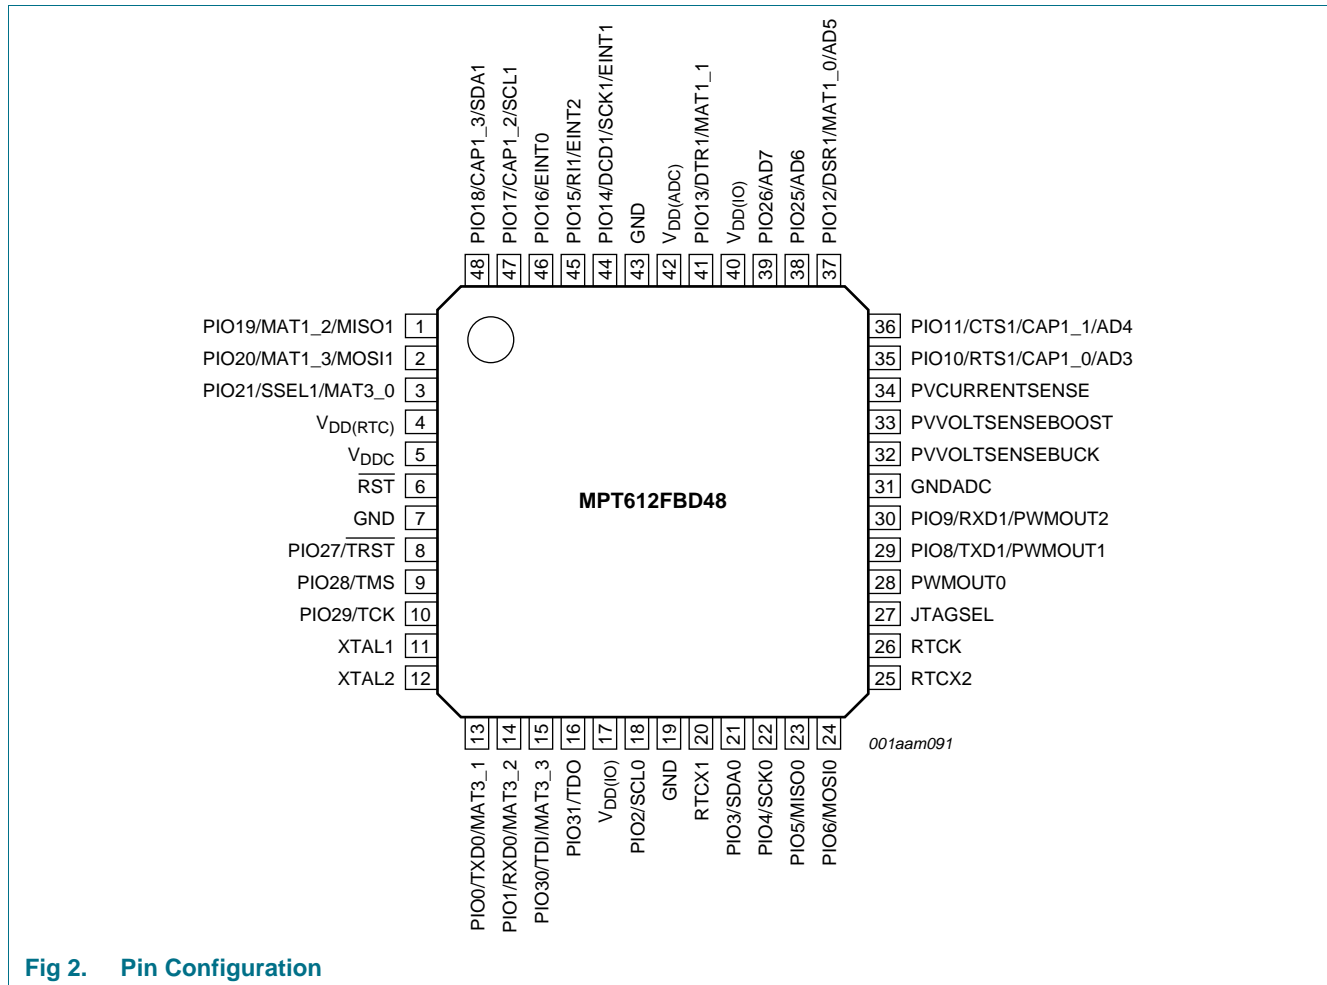 PIO18/CAP1_3/SDA1
PIO17/CAP1_2/SCL1
PIO16/EINT0
PIO15/RI1/EINT2
PIO14/DCD1/SCK1/EINT1
GND
VDD(ADC)
PIO13/DTR1/MAT1_1
VDD(IO)
PIO26/AD7
PIO25/AD6
PIO12/DSR1/MAT1_0/AD5
48 47 46 45 44 43 42 41 40 39 38 37
PIO19/MAT1_2/MISO1 1
PIO20/MAT1_3/MOSI1 2
PIO21/SSEL1/MAT3_0 3
VDD(RTC) 4
VDDC 5
RST 6
GND 7
PIO27/TRST 8
PIO28/TMS 9
PIO29/TCK 10
XTAL1 11
XTAL2 12
MPT612FBD48
36 PIO11/CTS1/CAP1_1/AD4
35 PIO10/RTS1/CAP1_0/AD3
34 PVCURRENTSENSE
33 PVVOLTSENSEBOOST
32 PVVOLTSENSEBUCK
31 GNDADC
30 PIO9/RXD1/PWMOUT2
29 PIO8/TXD1/PWMOUT1
28 PWMOUT0
27 JTAGSEL
26 RTCK
25 RTCX2
13 14 15 16 17 18 19 20 21 22 23 24
PIO0/TXD0/MAT3_1
PIO1/RXD0/MAT3_2
PIO30/TDI/MAT3_3
PIO31/TDO
VDD(IO)
PIO2/SCL0
GND
RTCX1
PIO3/SDA0
PIO4/SCK0
PIO5/MISO0
PIO6/MOSI0
001aam091
Fig 2. Pin Configuration